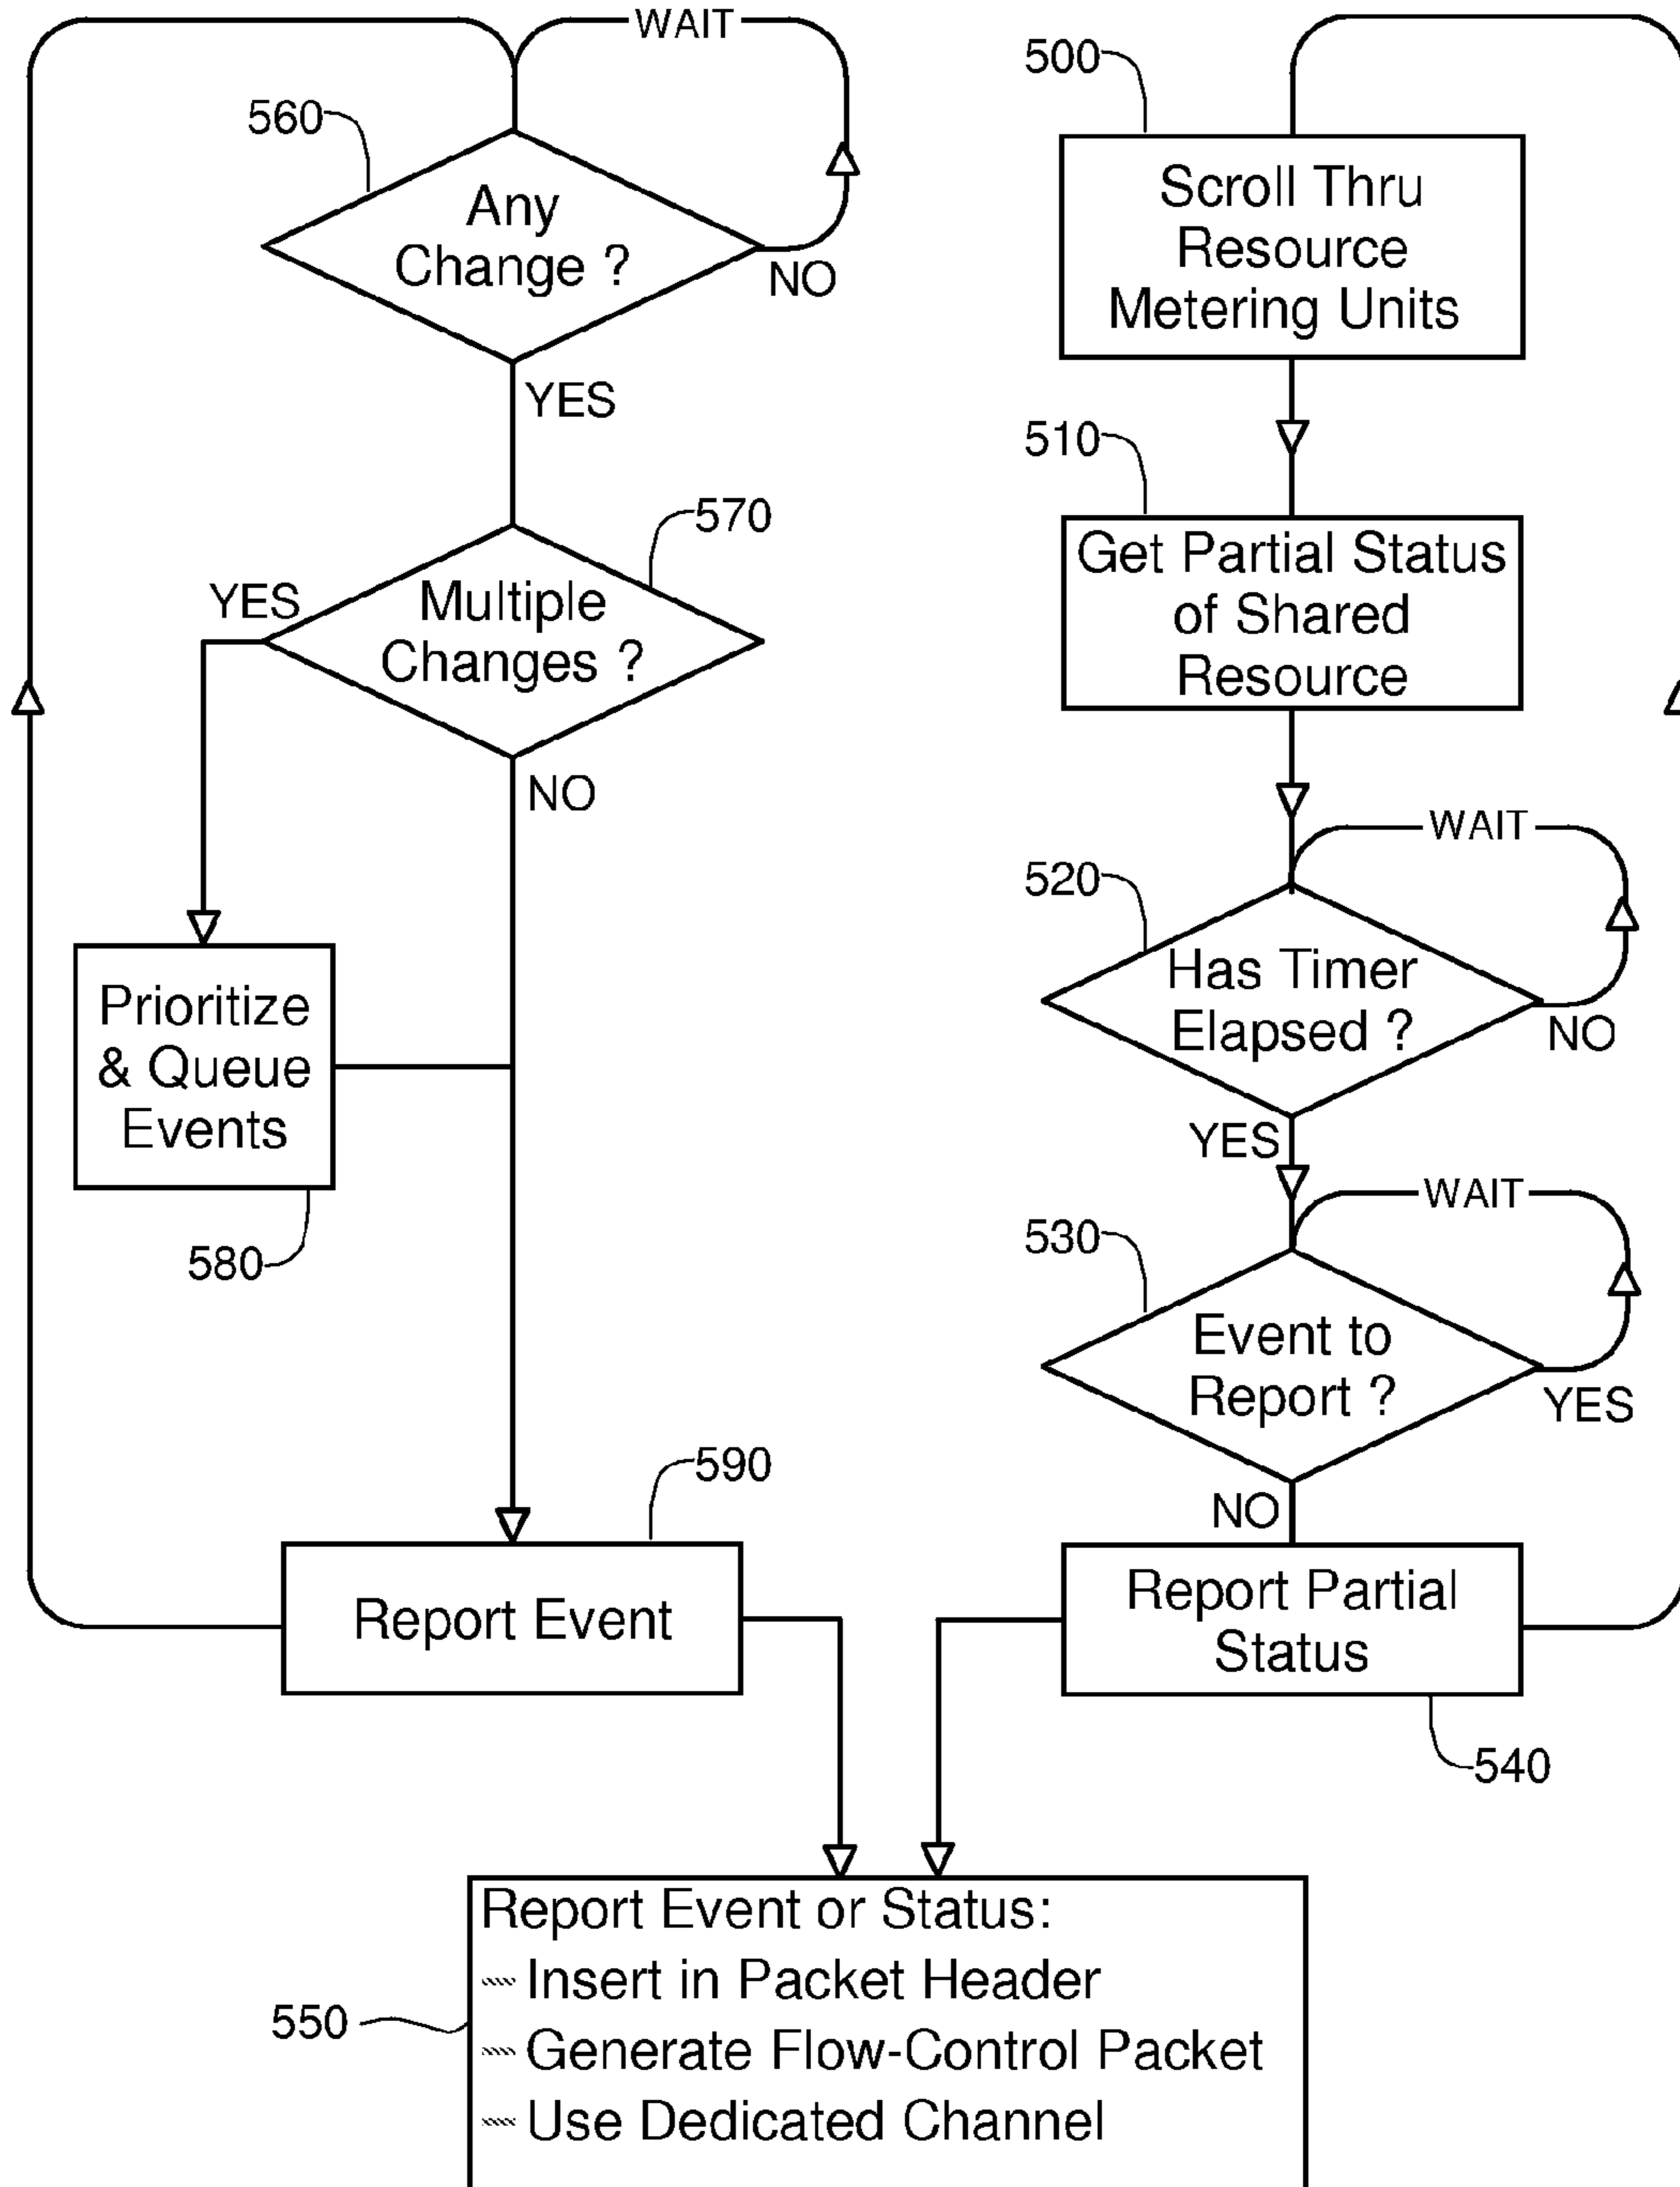 WAIT
560
Any
Change ?
NO
YES
570
YES
Multiple
Changes ?
NO
Prioritize
& Queue
Events
580
590
Report Event
500
Scroll Thru
Resource
Metering Units
510
Get Partial Status
of Shared
Resource
WAIT
520
Has Timer
Elapsed ?
NO
YES
WAIT
530
Event to
Report ?
YES
NO
Report Partial
Status
540
Report Event or Status:
Insert in Packet Header
550
Generate Flow-Control Packet
Use Dedicated Channel